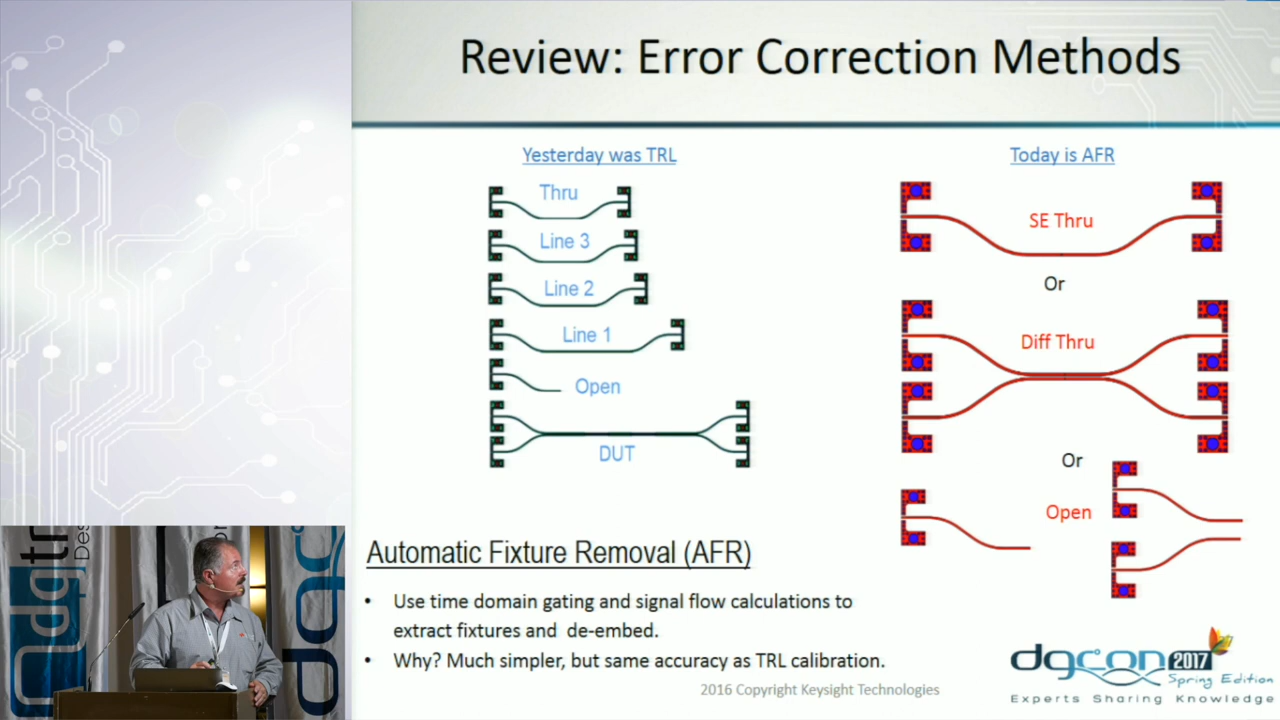 Review: Error Correction Methods
Yesterday was TRL
Thru
Line 3
Line 2
Line 1
Open
DUT
Today is AFR
SE Thru
Or
Diff Thru
Or
Open
Automatic Fixture Removal (AFR)
• Use time domain gating and signal flow calculations to
extract fixtures and de-embed.
• Why? Much simpler, but same accuracy as TRL calibration.
2016 Copyright Keysight Technologies
dgcon 2017
Spring Edition
Experts Sharing Knowledge